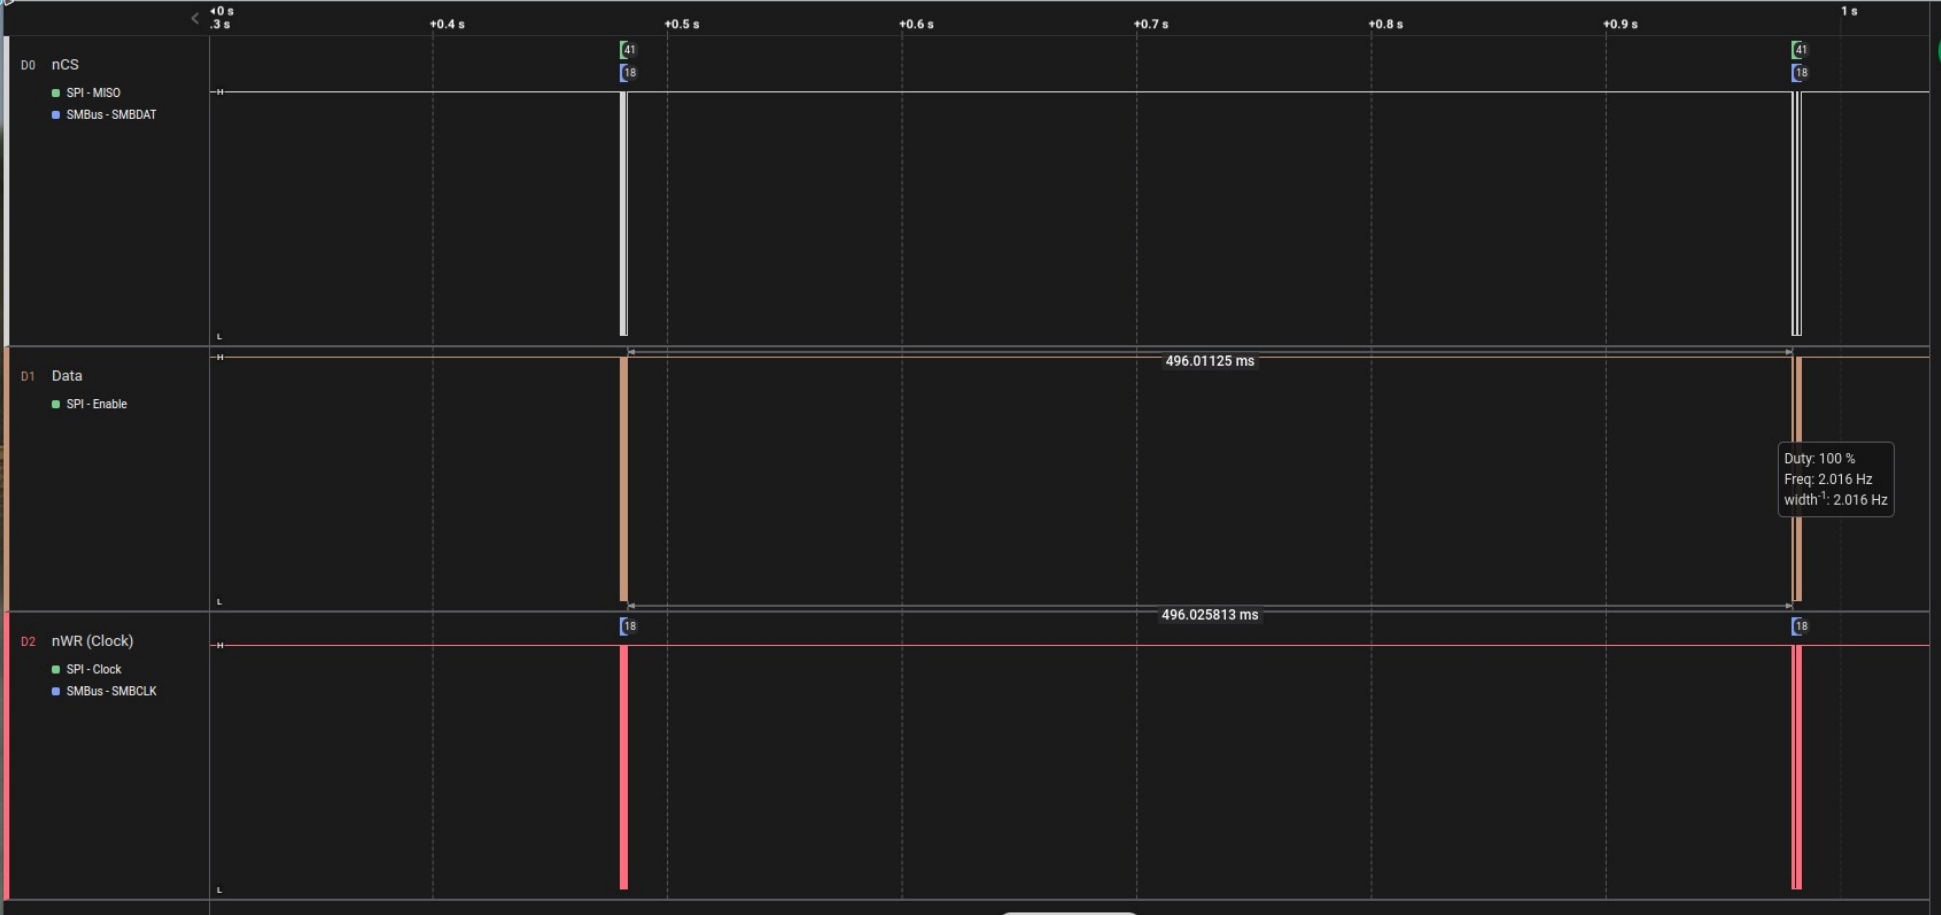 0 s
.3 s
+0.4 s
+0.5 s
+0.6 s
+0.7 s
+0.8 s
+0.9 s
1 s
D0 nCS
SPI - MISO
SMBus - SMBDAT
41
18
41
18
H
L
D1 Data
SPI - Enable
H
L
496.01125 ms
Duty: 100 %
Freq: 2.016 Hz
width⁻¹: 2.016 Hz
496.025813 ms
D2 nWR (Clock)
SPI - Clock
SMBus - SMBCLK
18
18
H
L